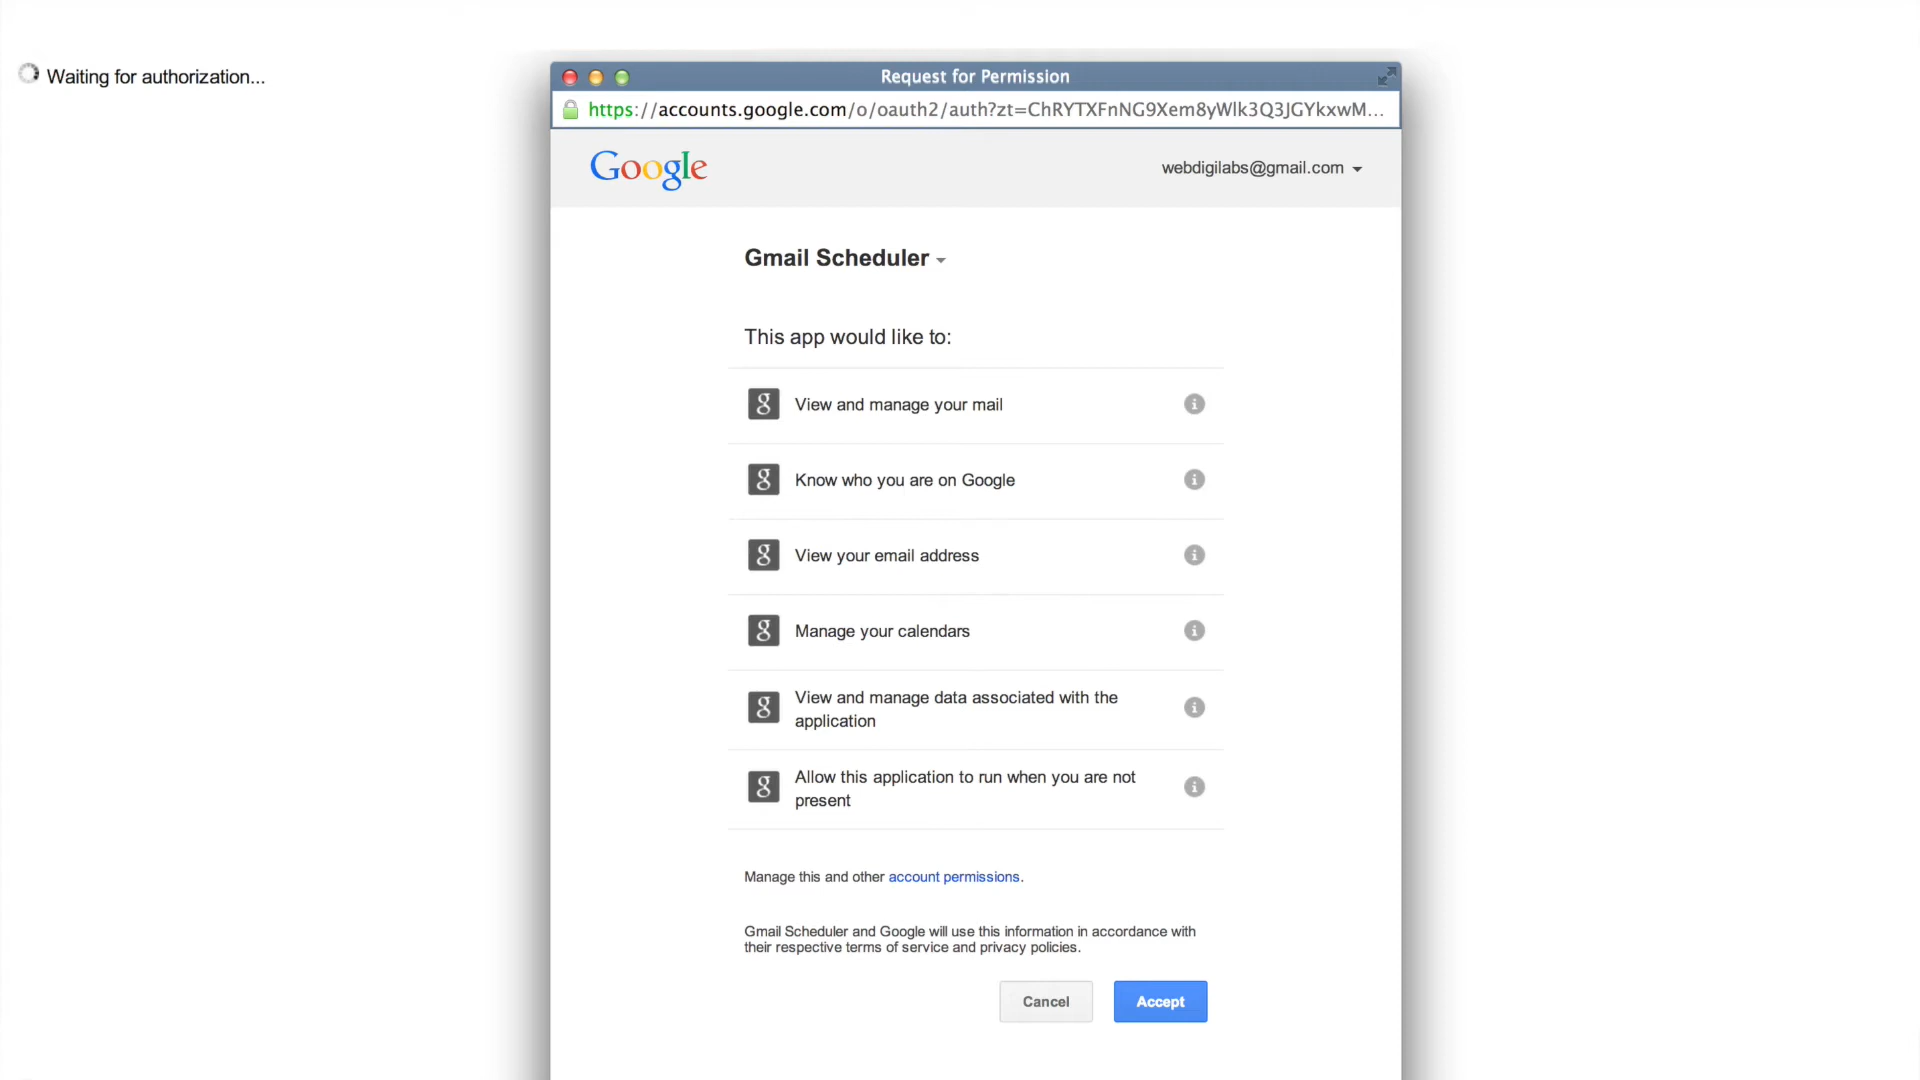 Waiting for authorization...
Request for Permission
https://accounts.google.com/o/oauth2/auth?zt=ChRYTXFnNG9Xem8yWlk3Q3JGYkxwM...
Google
webdigilabs@gmail.com
Gmail Scheduler
This app would like to:
g View and manage your mail
g Know who you are on Google
g View your email address
g Manage your calendars
g View and manage data associated with the
application
g Allow this application to run when you are not
present
Manage this and other account permissions.
Gmail Scheduler and Google will use this information in accordance with
their respective terms of service and privacy policies.
Cancel Accept